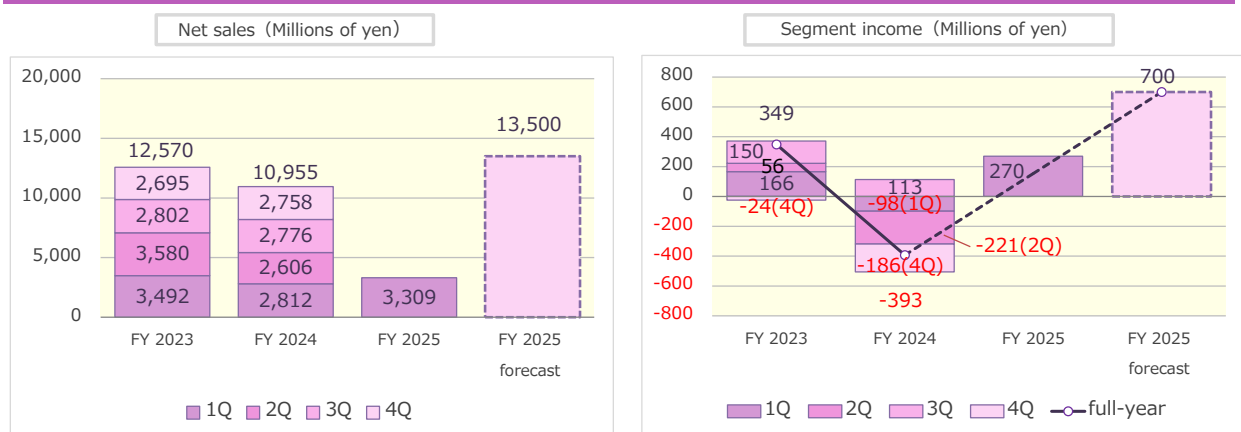 Net sales（Millions of yen）
20,000
15,000
10,000
5,000
0
12,570
2,695
2,802
3,580
3,492
10,955
2,758
2,776
2,606
2,812
3,309
13,500
FY 2023
FY 2024
FY 2025
FY 2025
forecast
1Q 2Q 3Q 4Q
Segment income（Millions of yen）
800
600
400
200
0
-200
-400
-600
-800
349
150
56
166
-24(4Q)
113
-98(1Q)
-221(2Q)
-186(4Q)
-393
270
700
FY 2023
FY 2024
FY 2025
FY 2025
forecast
1Q 2Q 3Q 4Q full-year